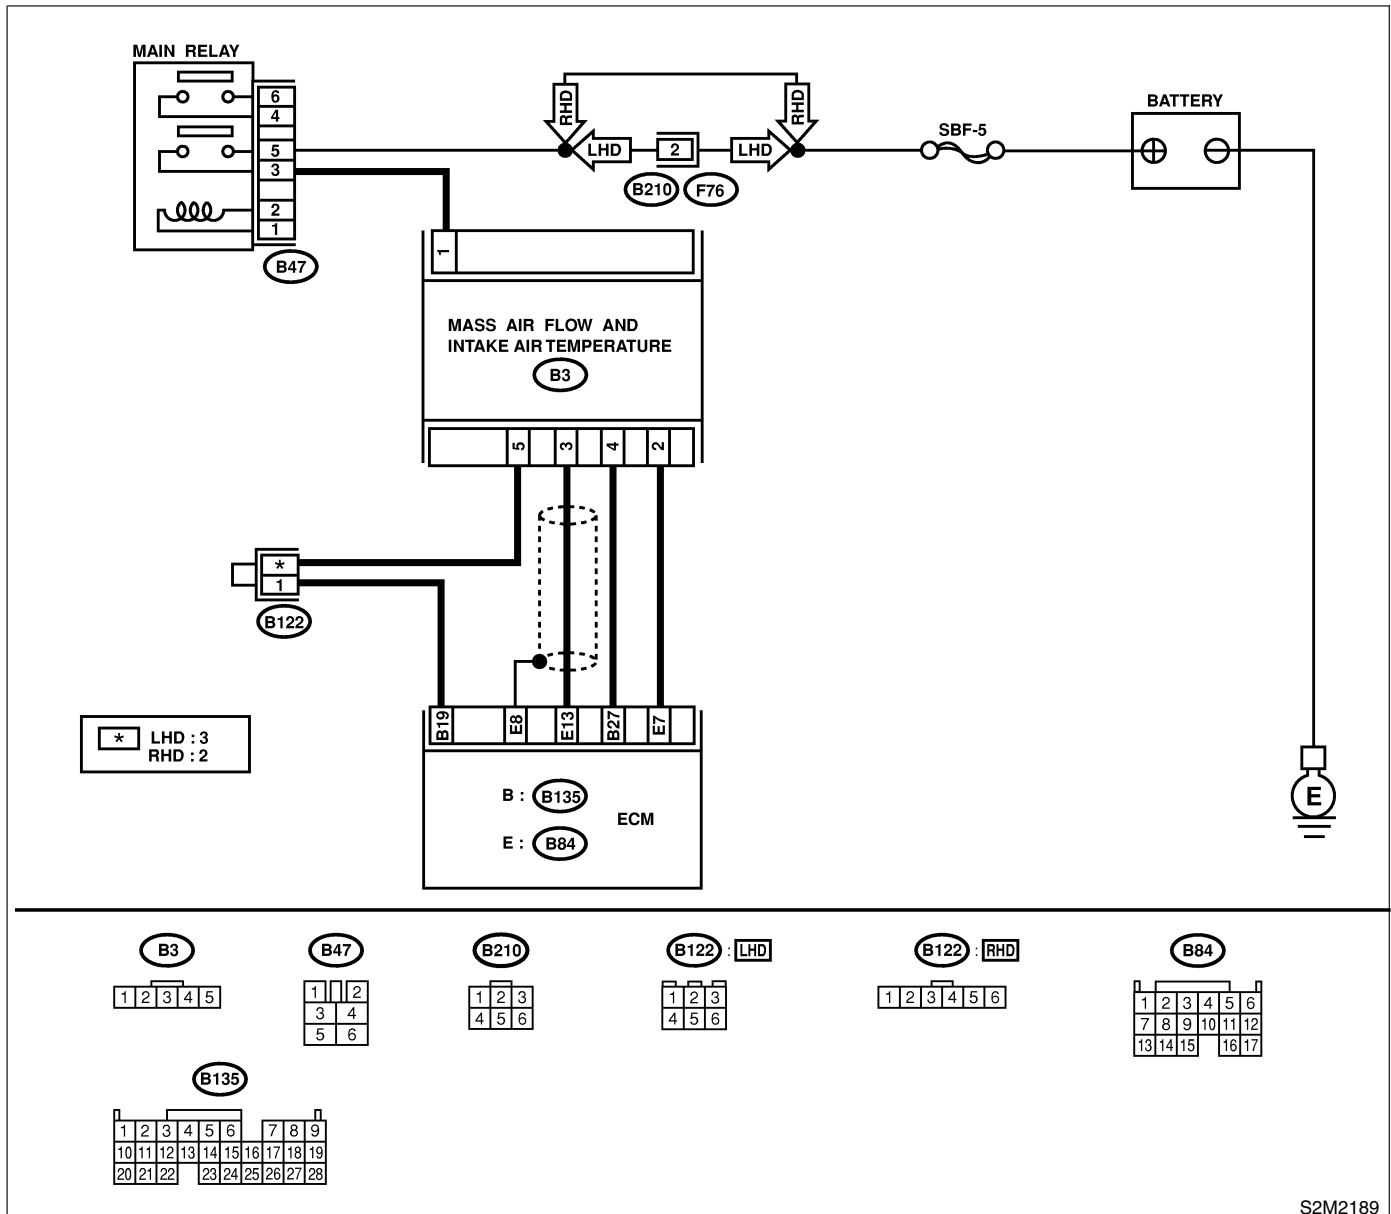 MAIN RELAY
6
4
5
3
2
1
B47
RHD
RHD
LHD
2
LHD
B210
F76
SBF-5
BATTERY
1
MASS AIR FLOW AND
INTAKE AIR TEMPERATURE
B3
5
3
4
2
*
1
B122
B19
E8
E13
B27
E7
* LHD : 3
RHD : 2
B : B135
ECM
E : B84
E
B3
1 2 3 4 5
B47
1 2
3 4
5 6
B210
1 2 3
4 5 6
B122 : LHD
1 2 3
4 5 6
B122 : RHD
1 2 3 4 5 6
B84
1 2 3 4 5 6
7 8 9 10 11 12
13 14 15 16 17
B135
1 2 3 4 5 6 7 8 9
10 11 12 13 14 15 16 17 18 19
20 21 22 23 24 25 26 27 28
S2M2189